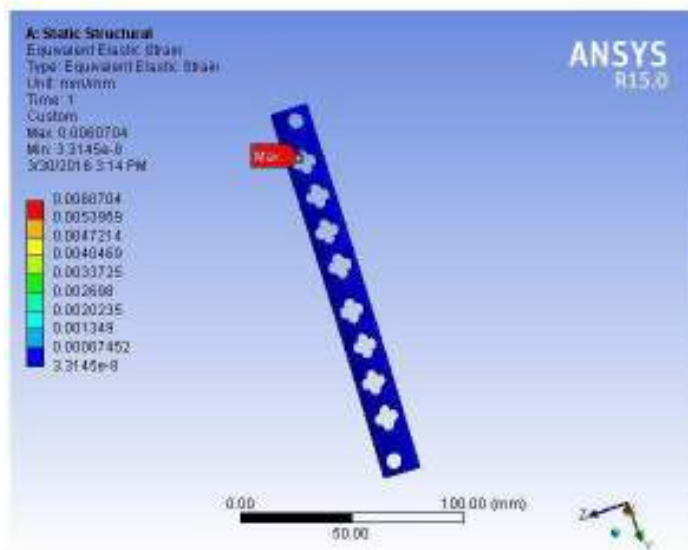 A: Static Structural
Equivalent Elastic Strain
Type: Equivalent Elastic Strain
Unit: mm/mm
Time: 1
Custom
Max: 0.0060704
Min: 3.3145e-8
3/30/2016 3:14 PM
ANSYS
R15.0
Max
0.0060704
0.0053959
0.0047214
0.0040469
0.0033725
0.002698
0.0020235
0.001349
0.00067452
3.3145e-8
0.00
100.00 (mm)
50.00
Z
Y